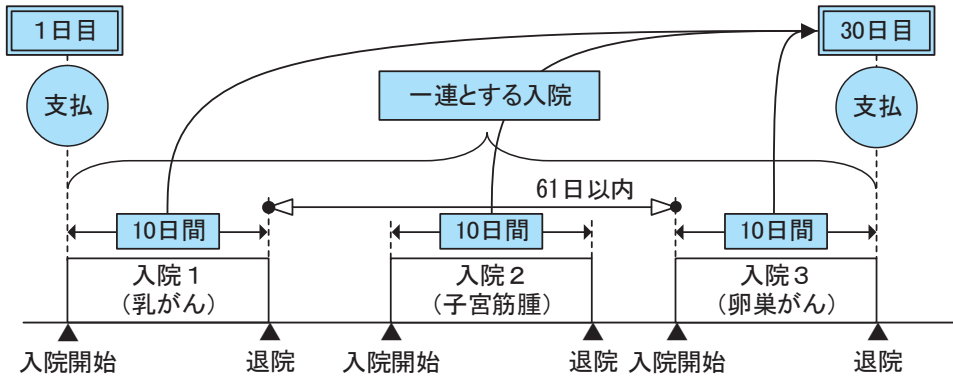 1日目
30日目
支払
一連とする入院
支払
61日以内
10日間
10日間
10日間
入院1
(乳がん)
入院2
(子宮筋腫)
入院3
(卵巣がん)
入院開始
退院
入院開始
退院
入院開始
退院